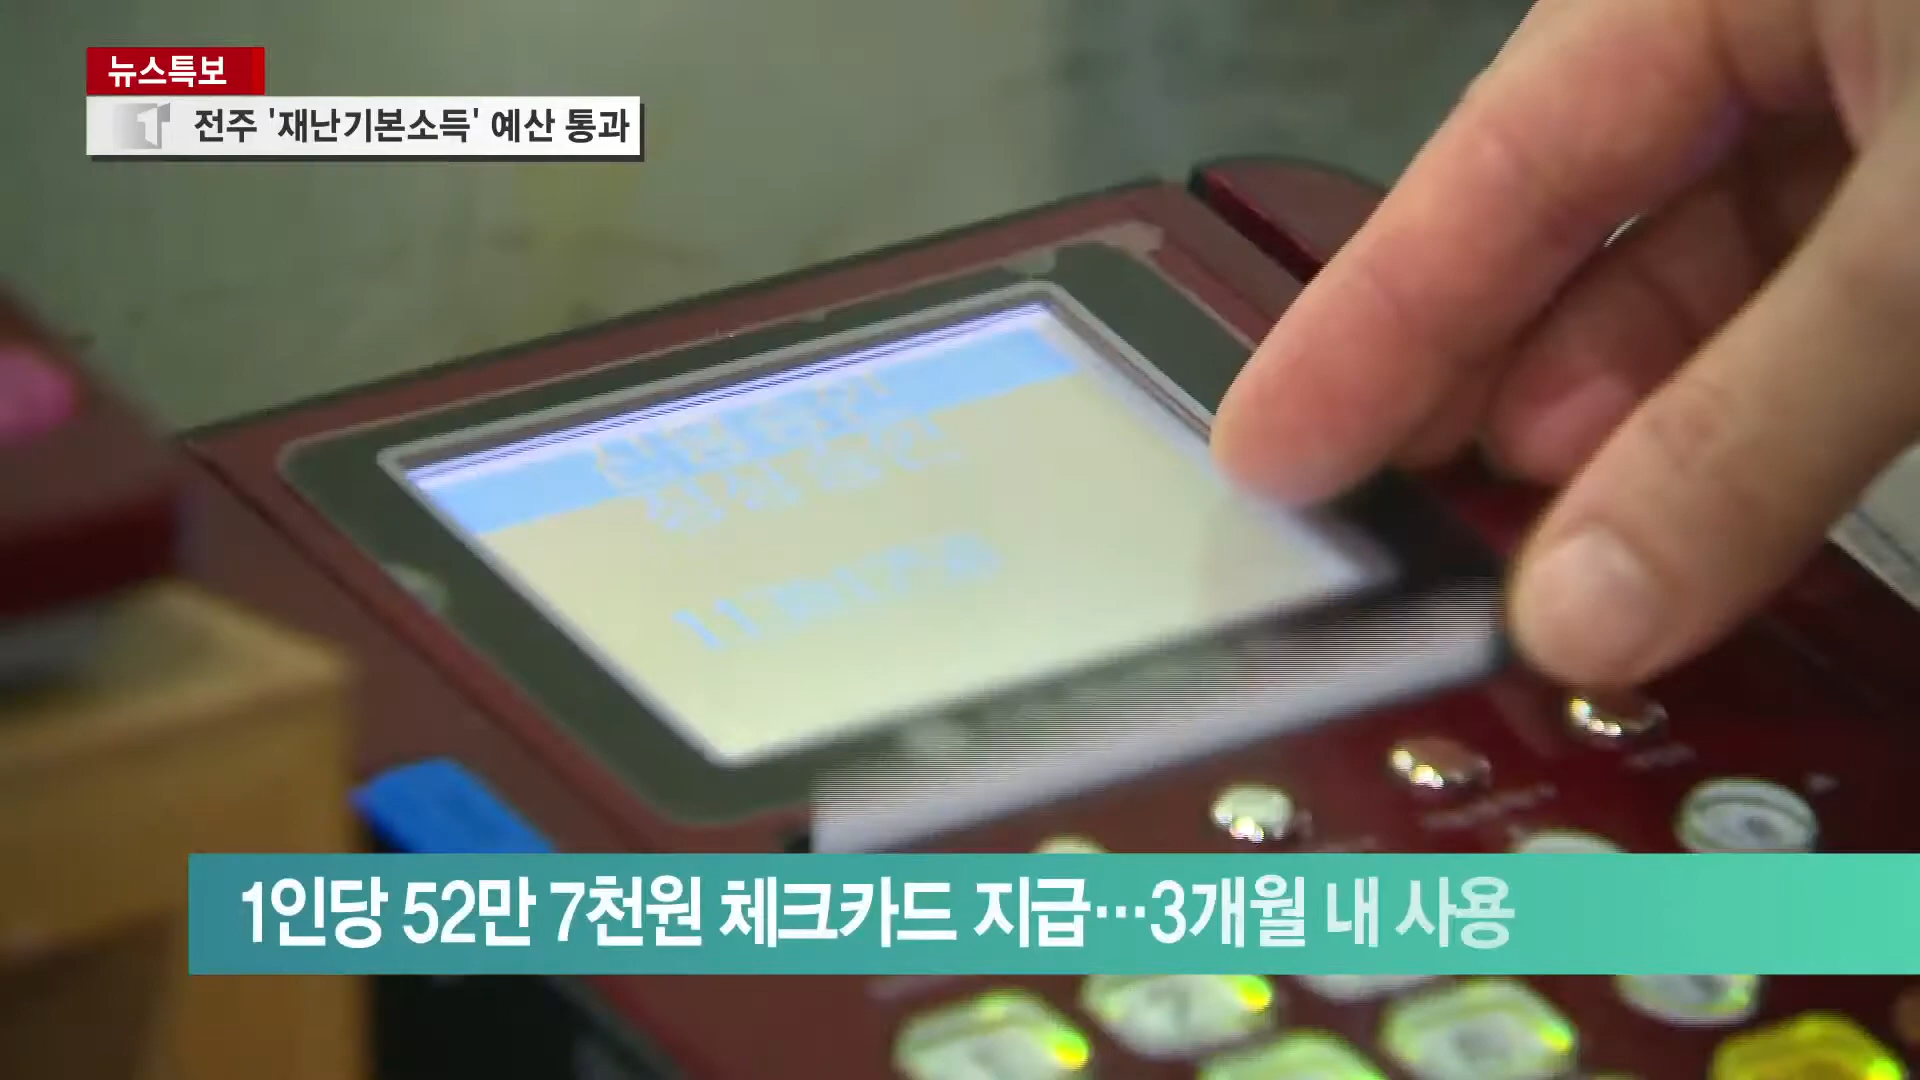 뉴스특보
전주 '재난기본소득' 예산 통과
1인당 52만 7천원 체크카드 지급…3개월 내 사용